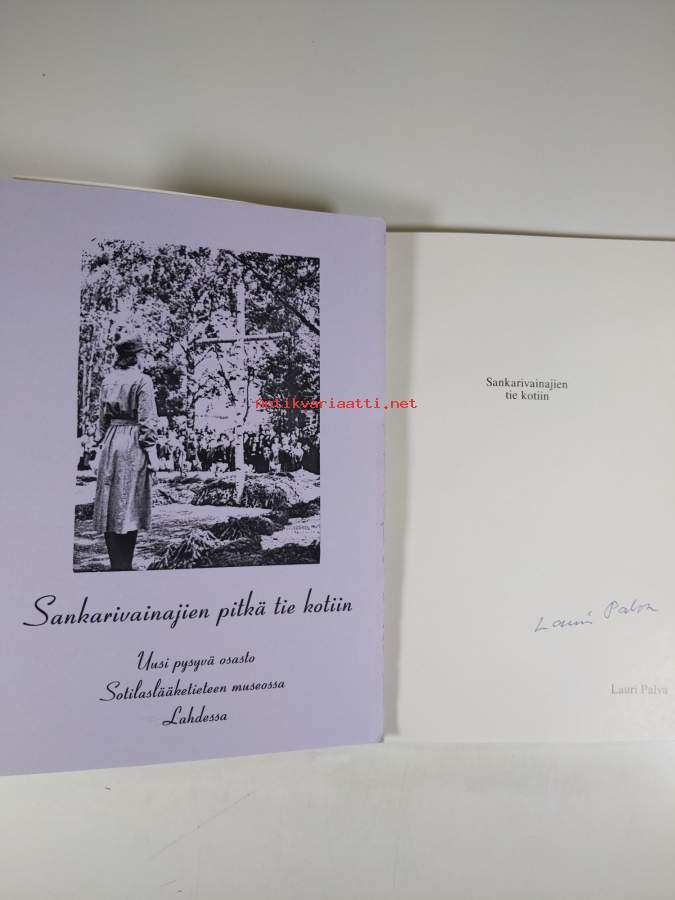 antikvariaatti.net
Sankarivainajien pitkä tie kotiin
Uusi pysyvä osasto
Sotilaslääketieteen museossa
Lahdessa
Sankarivainajien
tie kotiin
Lauri Palva
Lauri Palva